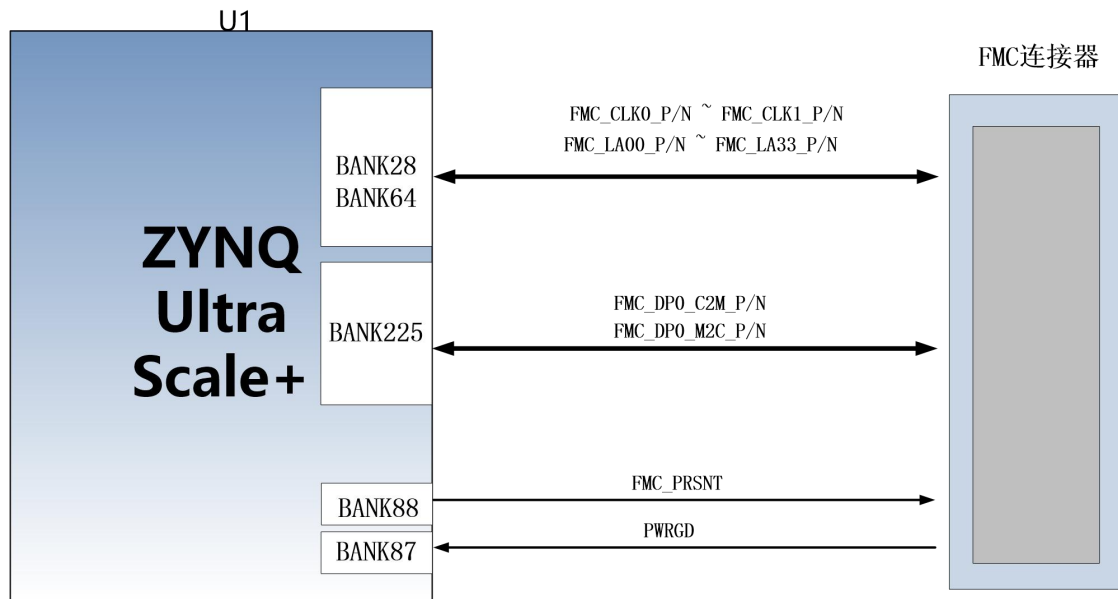 U1
FMC连接器
FMC_CLK0_P/N ~ FMC_CLK1_P/N
FMC_LA00_P/N ~ FMC_LA33_P/N
BANK28
BANK64
ZYNQ
Ultra
Scale+
FMC_DP0_C2M_P/N
FMC_DP0_M2C_P/N
BANK225
FMC_PRSNT
BANK88
PWRGD
BANK87